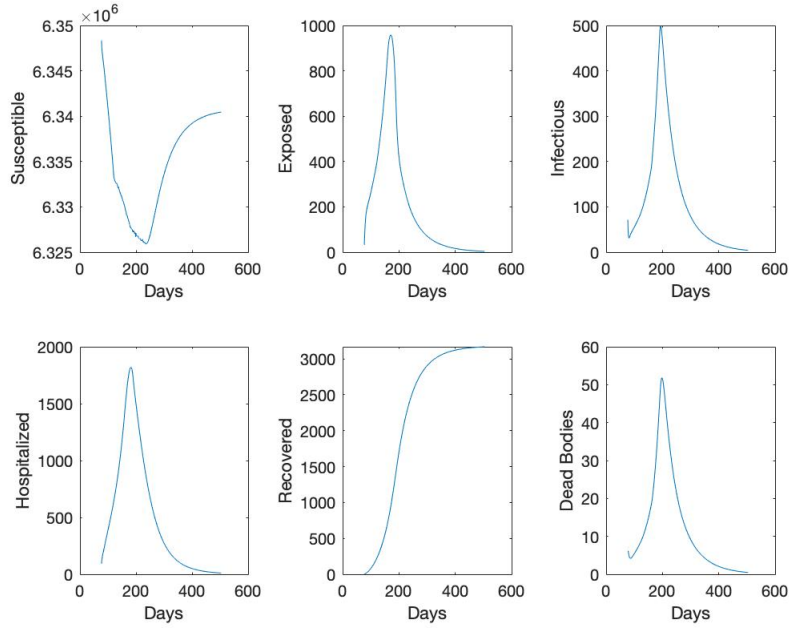 ×10⁶
6.35
6.345
6.34
6.335
6.33
6.325
Susceptible
0 200 400 600
Days
1000
800
600
400
200
0
Exposed
0 200 400 600
Days
500
400
300
200
100
0
Infectious
0 200 400 600
Days
2000
1500
1000
500
0
Hospitalized
0 200 400 600
Days
3000
2500
2000
1500
1000
500
0
Recovered
0 200 400 600
Days
60
50
40
30
20
10
0
Dead Bodies
0 200 400 600
Days